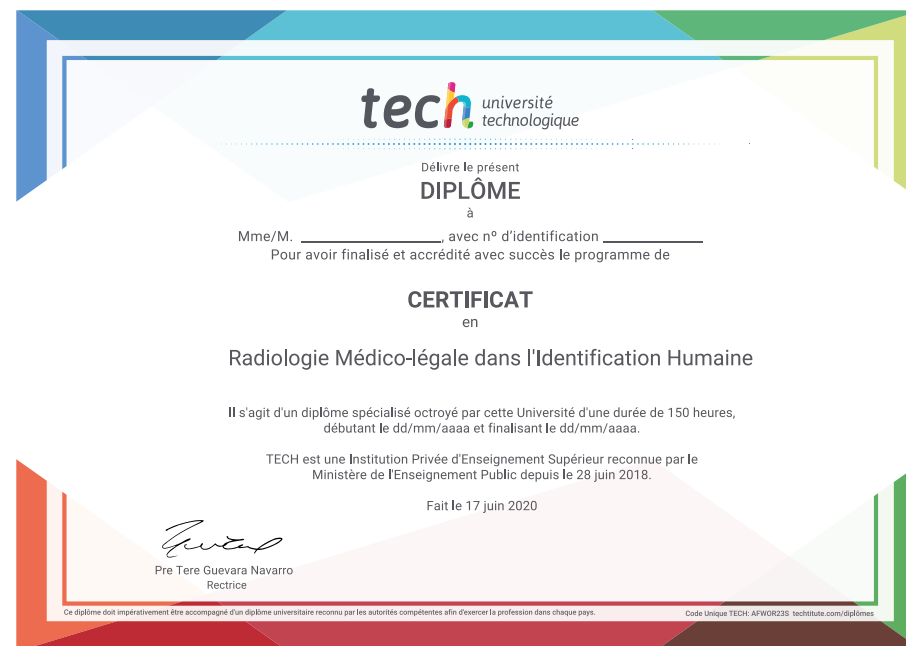 tech université
technologique
Délivre le présent
DIPLÔME
à
Mme/M. ____________________, avec nº d'identification ______________
Pour avoir finalisé et accrédité avec succès le programme de
CERTIFICAT
en
Radiologie Médico-légale dans l'Identification Humaine
Il s'agit d'un diplôme spécialisé octroyé par cette Université d'une durée de 150 heures,
débutant le dd/mm/aaaa et finalisant le dd/mm/aaaa.
TECH est une Institution Privée d'Enseignement Supérieur reconnue par le
Ministère de l'Enseignement Public depuis le 28 juin 2018.
Fait le 17 juin 2020
Pre Tere Guevara Navarro
Rectrice
Ce diplôme doit impérativement être accompagné d'un diplôme universitaire reconnu par les autorités compétentes afin d'exercer la profession dans chaque pays.
Code Unique TECH: AFWOR23S techtitute.com/diplômes